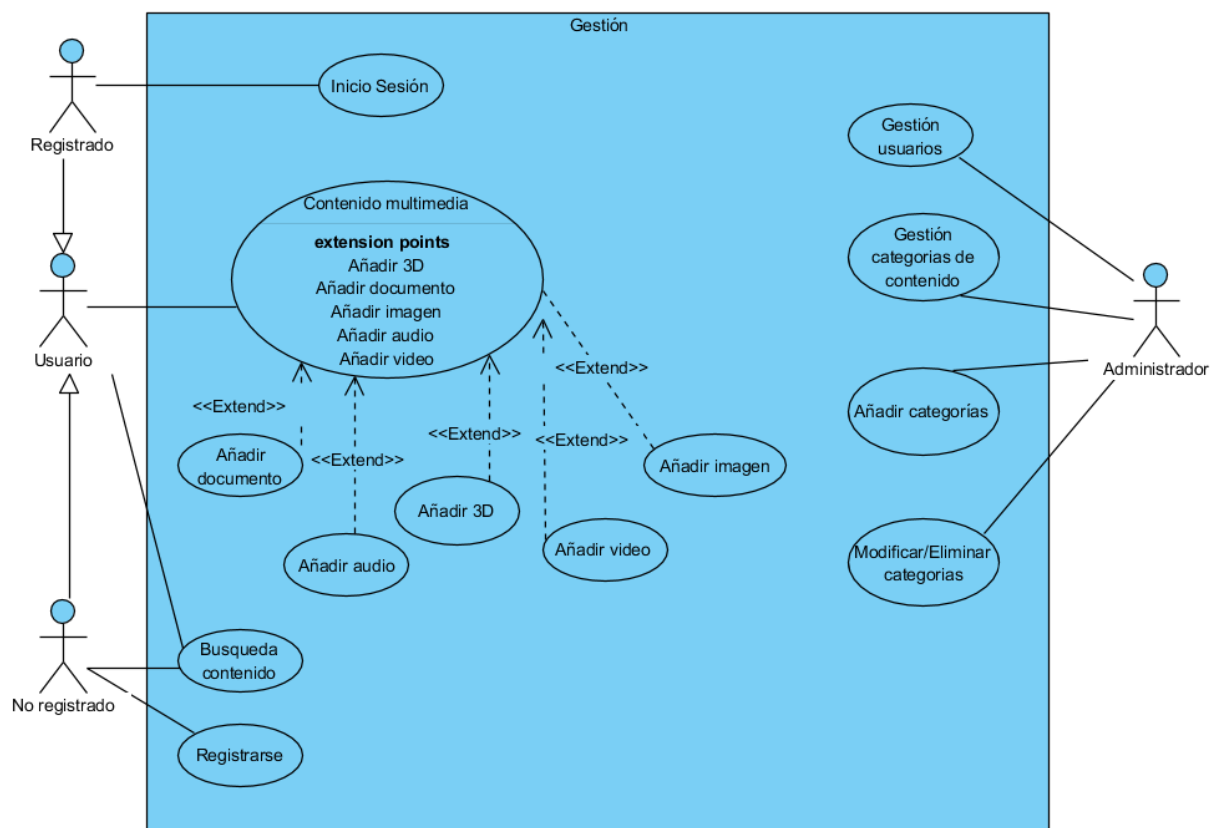 Gestión
Registrado
Inicio Sesión
Gestión
usuarios
Contenido multimedia
extension points
Añadir 3D
Añadir documento
Añadir imagen
Añadir audio
Añadir video
Gestión
categorias de
contenido
Usuario
Administrador
<<Extend>>
<<Extend>>
<<Extend>>
<<Extend>>
<<Extend>>
Añadir categorías
Añadir
documento
Añadir imagen
Añadir 3D
Añadir audio
Añadir video
Modificar/Eliminar
categorias
No registrado
Busqueda
contenido
Registrarse